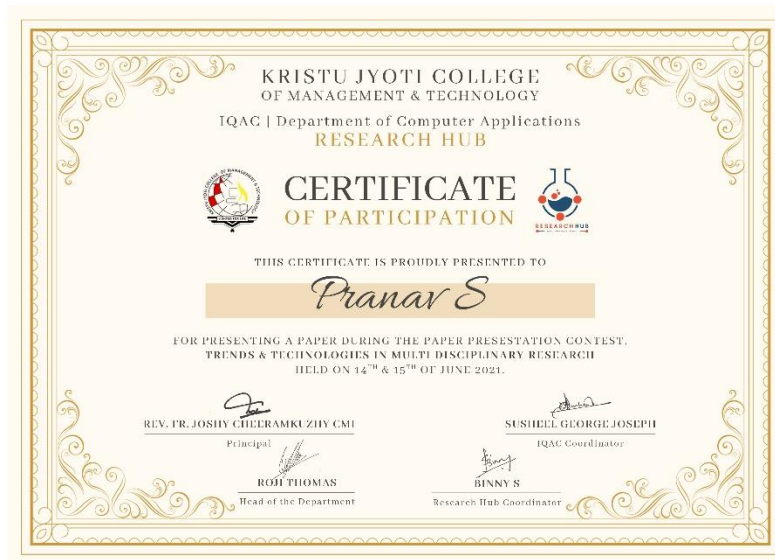 KRISTU JYOTI COLLEGE
OF MANAGEMENT & TECHNOLOGY
IQAC | Department of Computer Applications
RESEARCH HUB
CERTIFICATE
OF PARTICIPATION
RESEARCH HUB
THIS CERTIFICATE IS PROUDLY PRESENTED TO
Pranav S
FOR PRESENTING A PAPER DURING THE PAPER PRESESTATION CONTEST,
TRENDS & TECHNOLOGIES IN MULTI DISCIPLINARY RESEARCH
HELD ON 14TH & 15TH OF JUNE 2021.
REV. FR. JOSHY CHEERAMKUZHY CMI
Principal
SUSHEEL GEORGE JOSEPH
IQAC Coordinator
ROJI THOMAS
Head of the Department
BINNY S
Research Hub Coordinator